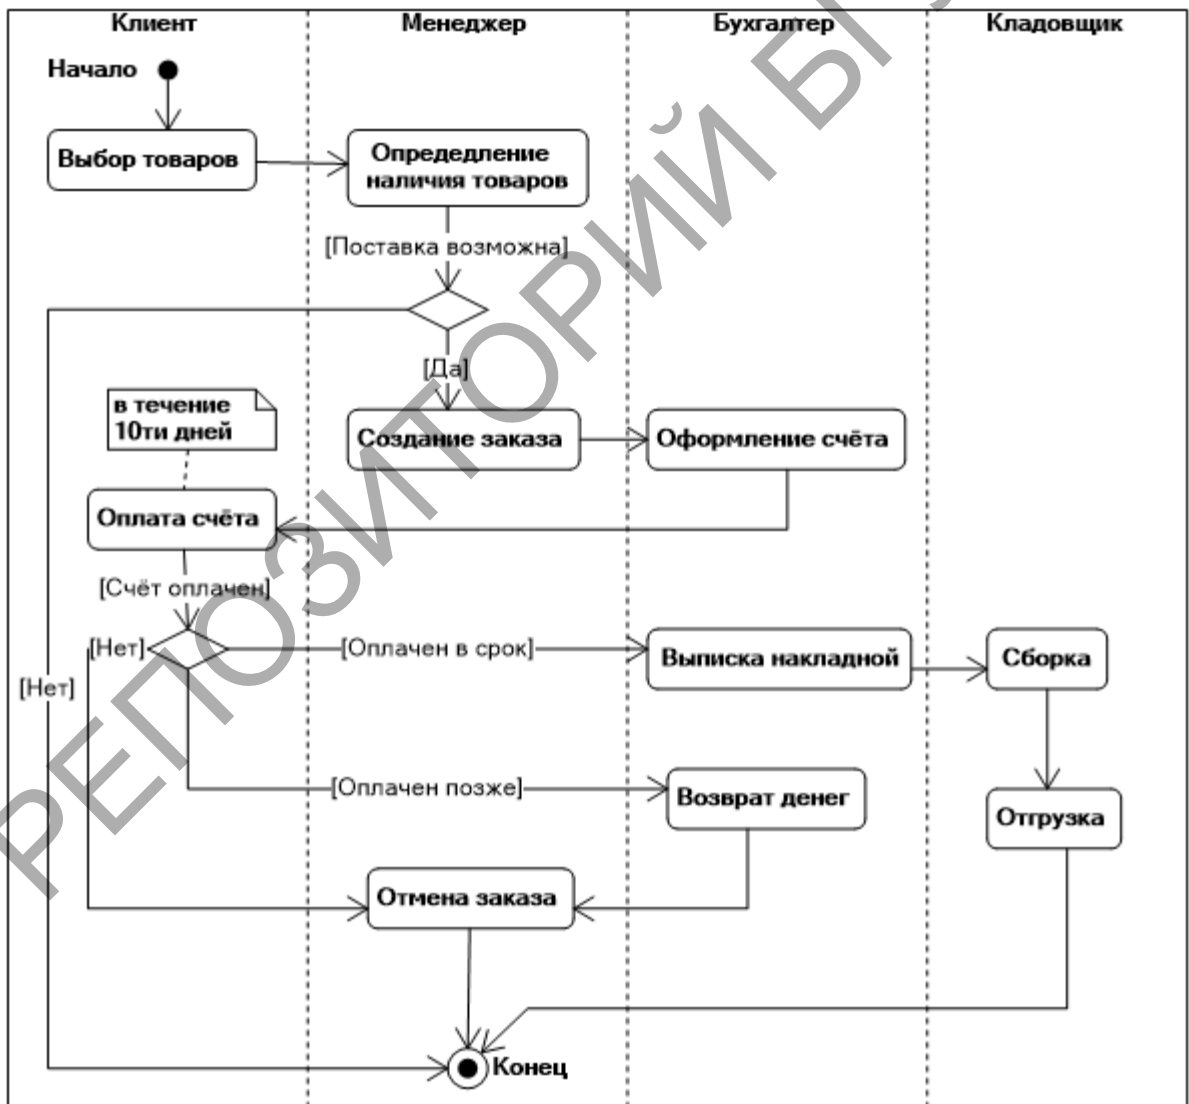 Клиент
Менеджер
Бухгалтер
Кладовщик
Начало
Выбор товаров
Опредедление
наличия товаров
[Поставка возможна]
[Да]
в течение
10ти дней
Создание заказа
Оформление счёта
Оплата счёта
[Счёт оплачен]
[Нет]
[Оплачен в срок]
Выписка накладной
Сборка
[Нет]
[Оплачен позже]
Возврат денег
Отгрузка
Отмена заказа
Конец
РЕПОЗИТОРИЙ